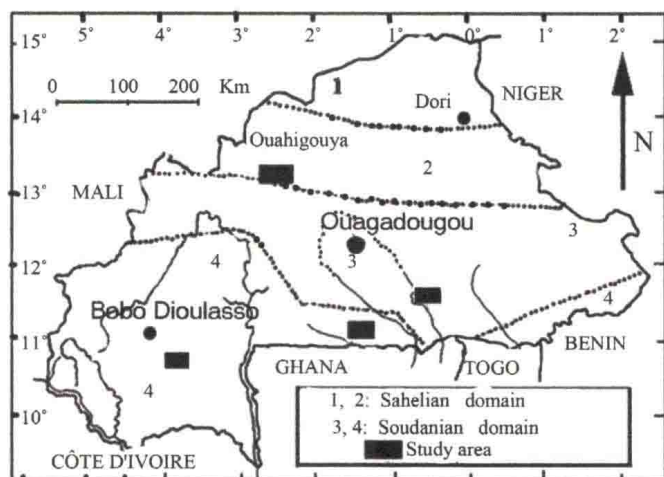 5° 4° 3° 2° 1° 0° 1° 2°
15°
0 100 200 Km
1
NIGER
14°
Dori
Ouahigouya
N
2
13°
MALI
Ouagadougou
3
4
3
12°
4
Bobo Dioulasso
11°
BENIN
GHANA TOGO
4
10°
1, 2: Sahelian domain
3, 4: Soudanian domain
Study area
CÔTE D'IVOIRE